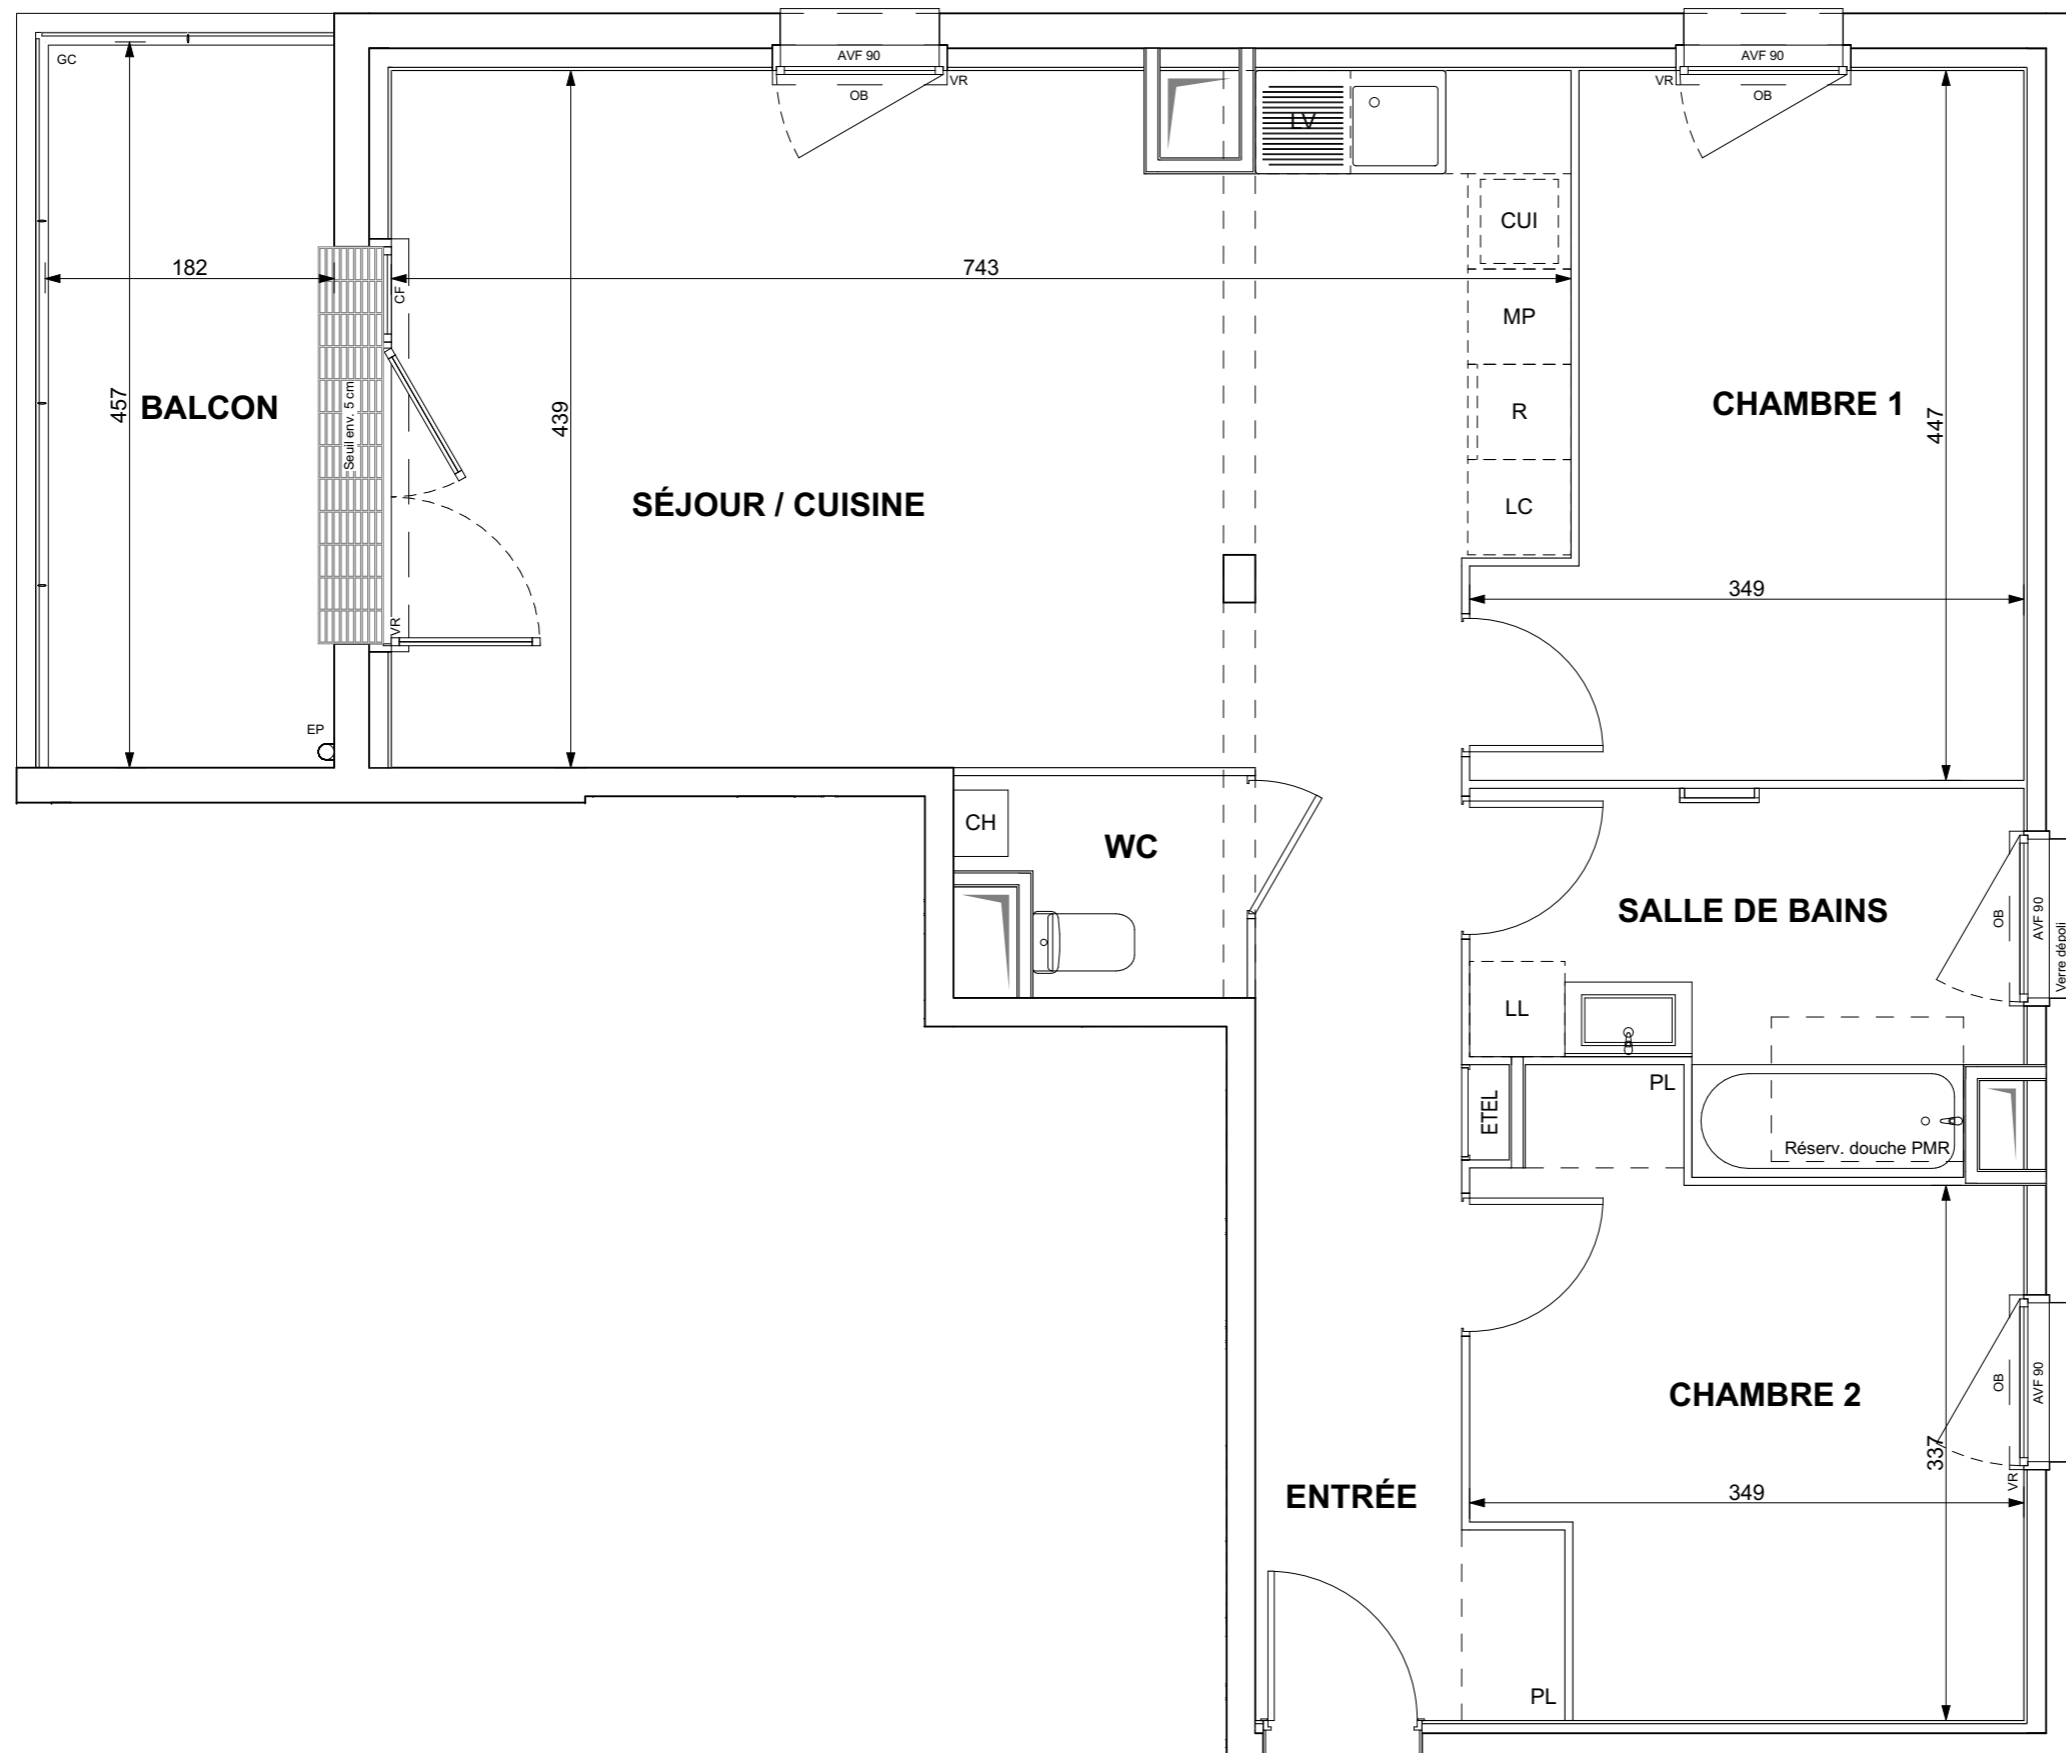 GC
AVF 90
OB
VR
AVF 90
VR
OB
LV
CUI
182
743
CF
MP
457
BALCON
Seuil env. 5 cm
439
R
CHAMBRE 1
447
SÉJOUR / CUISINE
LC
349
VR
EP
CH
WC
SALLE DE BAINS
OB
AVF 90
Verre dépoli
LL
PL
ETEL
Réserv. douche PMR
CHAMBRE 2
OB
AVF 90
337
VR
ENTRÉE
349
PL